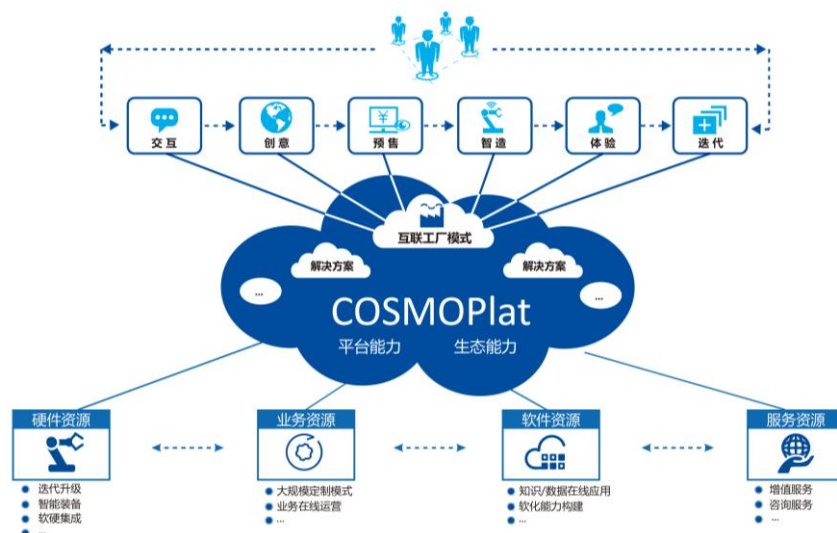 交互
创意
¥
预售
智造
体验
迭代
互联工厂模式
解决方案
解决方案
...
...
COSMOPlat
平台能力
生态能力
硬件资源
业务资源
软件资源
服务资源
迭代升级
智能装备
软硬集成
...
大规模定制模式
业务在线运营
...
知识/数据在线应用
软化能力构建
...
增值服务
咨询服务
...